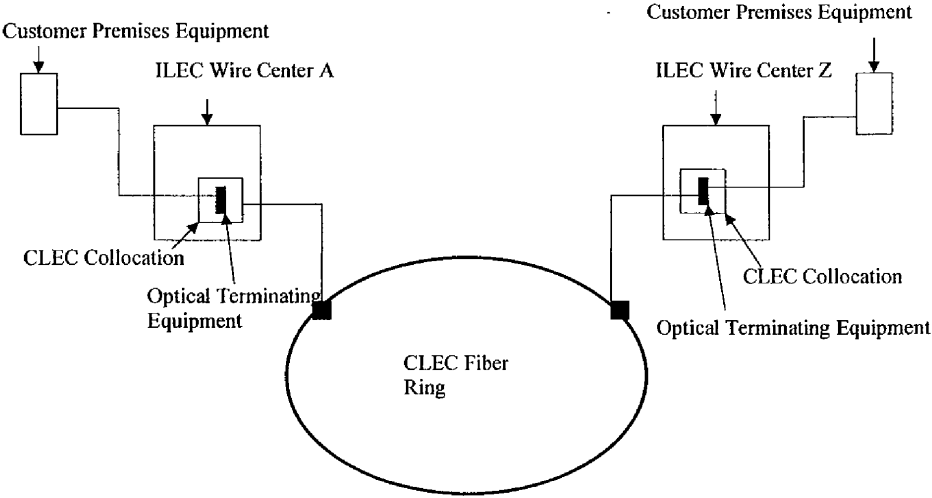 Customer Premises Equipment
Customer Premises Equipment
ILEC Wire Center A
ILEC Wire Center Z
CLEC Collocation
CLEC Collocation
Optical Terminating
Equipment
Optical Terminating Equipment
CLEC Fiber
Ring